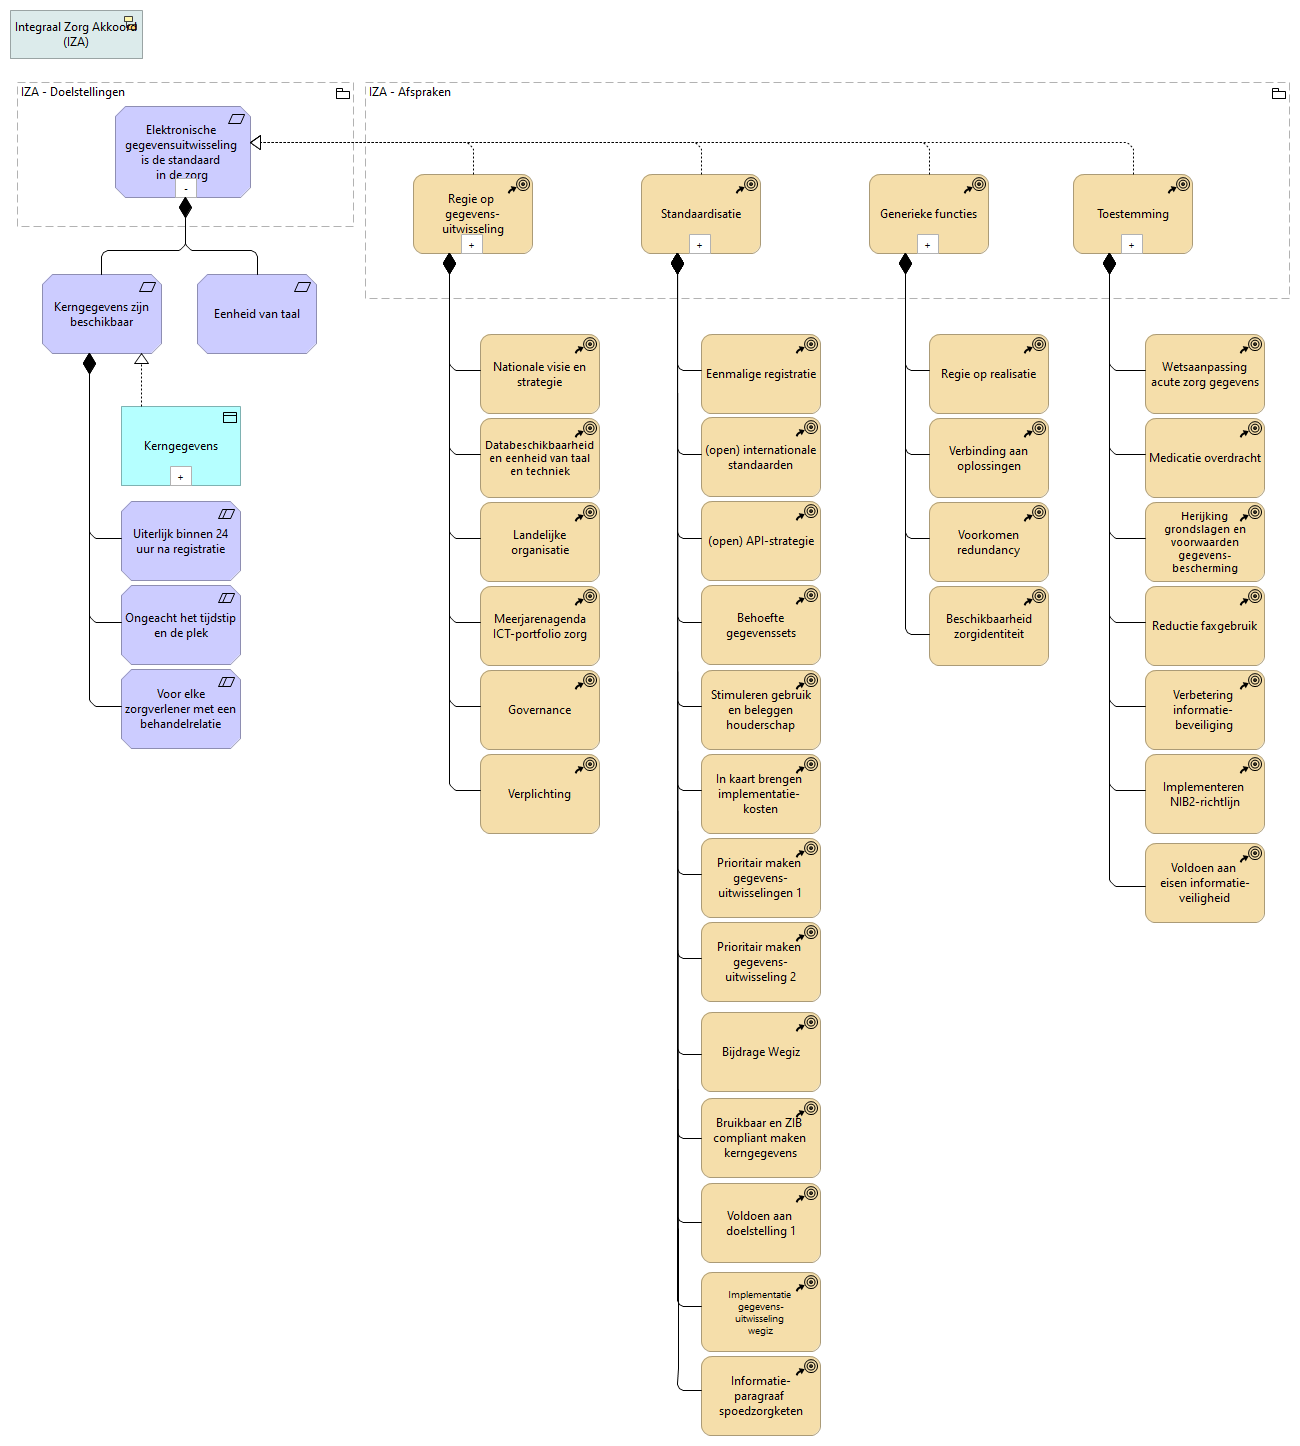 Integraal Zorg Akkoord
(IZA)
IZA - Doelstellingen
Elektronische
gegevensuitwisseling
is de standaard
in de zorg
-
Kerngegevens zijn
beschikbaar
Eenheid van taal
Kerngegevens
+
Uiterlijk binnen 24
uur na registratie
Ongeacht het tijdstip
en de plek
Voor elke
zorgverlener met een
behandelrelatie
IZA - Afspraken
Regie op
gegevens-
uitwisseling
+
Standaardisatie
+
Generieke functies
+
Toestemming
+
Nationale visie en
strategie
Databeschikbaarheid
en eenheid van taal
en techniek
Landelijke
organisatie
Meerjarenagenda
ICT-portfolio zorg
Governance
Verplichting
Eenmalige registratie
(open) internationale
standaarden
(open) API-strategie
Behoefte
gegevenssets
Stimuleren gebruik
en beleggen
houderschap
In kaart brengen
implementatie-
kosten
Prioritair maken
gegevens-
uitwisselingen 1
Prioritair maken
gegevens-
uitwisseling 2
Bijdrage Wegiz
Bruikbaar en ZIB
compliant maken
kerngegevens
Voldoen aan
doelstelling 1
Implementatie
gegevens-
uitwisseling
wegiz
Informatie-
paragraaf
spoedzorgketen
Regie op realisatie
Verbinding aan
oplossingen
Voorkomen
redundancy
Beschikbaarheid
zorgidentiteit
Wetsaanpassing
acute zorg gegevens
Medicatie overdracht
Herijking
grondslagen en
voorwaarden
gegevens-
bescherming
Reductie faxgebruik
Verbetering
informatie-
beveiliging
Implementeren
NIB2-richtlijn
Voldoen aan
eisen informatie-
veiligheid